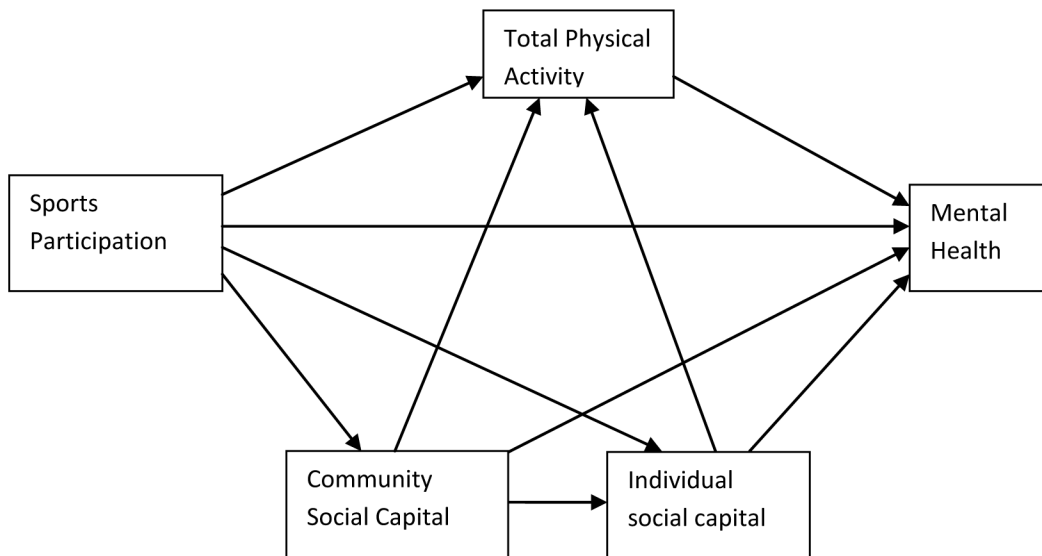 Total Physical
Activity
Sports
Participation
Mental
Health
Community
Social Capital
Individual
social capital